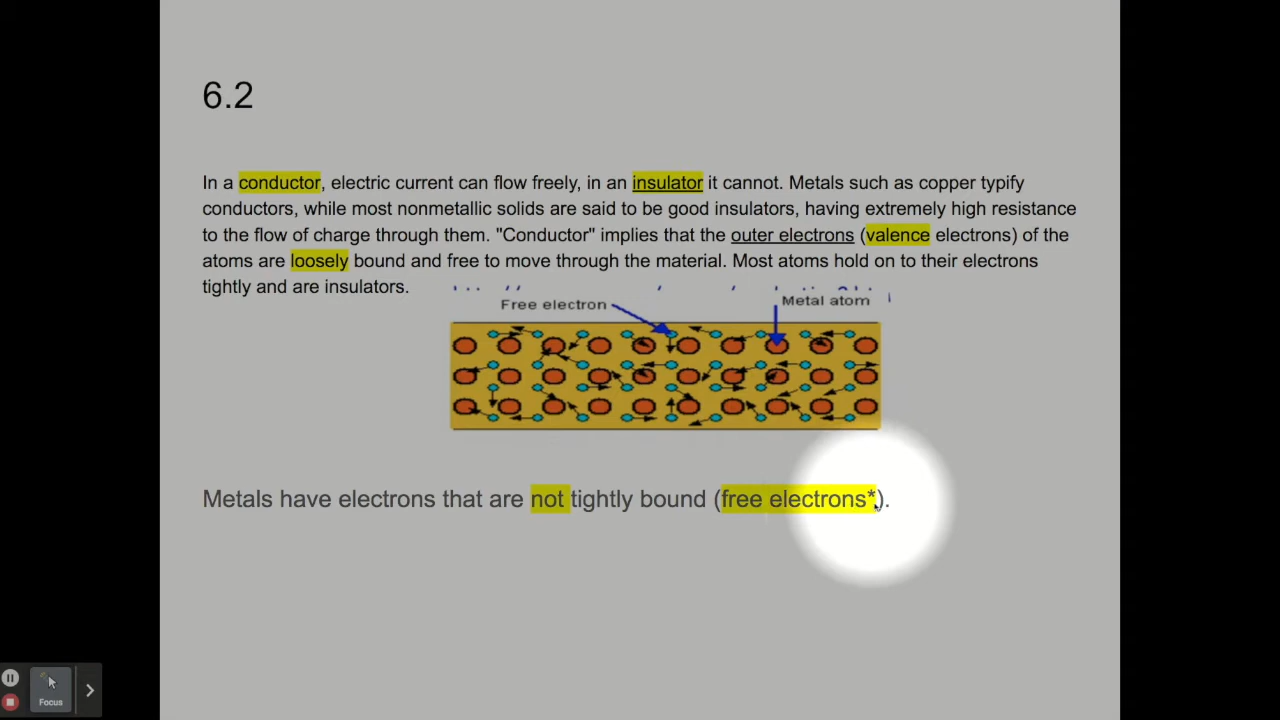 6.2
In a conductor, electric current can flow freely, in an insulator it cannot. Metals such as copper typify
conductors, while most nonmetallic solids are said to be good insulators, having extremely high resistance
to the flow of charge through them. "Conductor" implies that the outer electrons (valence electrons) of the
atoms are loosely bound and free to move through the material. Most atoms hold on to their electrons
tightly and are insulators.
Free electron
Metal atom
Metals have electrons that are not tightly bound (free electrons*).
Focus